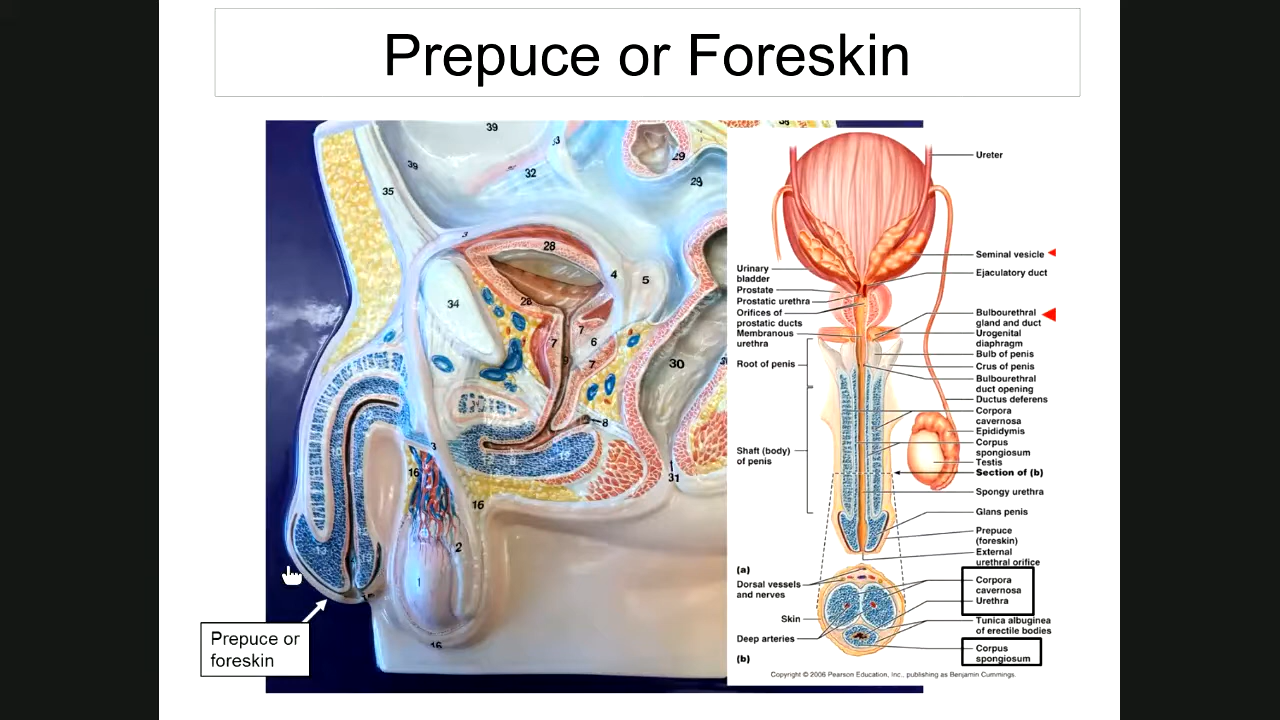 Prepuce or Foreskin
39
33
36
39
32
29
29
35
3
28
4
5
34
28
7
6
7
9
7
30
8
3
16
16
31
2
1
13
16
Prepuce or
foreskin
Ureter
Seminal vesicle
Ejaculatory duct
Urinary
bladder
Prostate
Prostatic urethra
Orifices of
prostatic ducts
Membranous
urethra
Root of penis
Shaft (body)
of penis
Bulbourethral
gland and duct
Urogenital
diaphragm
Bulb of penis
Crus of penis
Bulbourethral
duct opening
Ductus deferens
Corpora
cavernosa
Epididymis
Corpus
spongiosum
Testis
Section of (b)
Spongy urethra
Glans penis
Prepuce
(foreskin)
External
urethral orifice
(a)
Dorsal vessels
and nerves
Skin
Deep arteries
(b)
Corpora
cavernosa
Urethra
Tunica albuginea
of erectile bodies
Corpus
spongiosum
Copyright © 2006 Pearson Education, Inc., publishing as Benjamin Cummings.